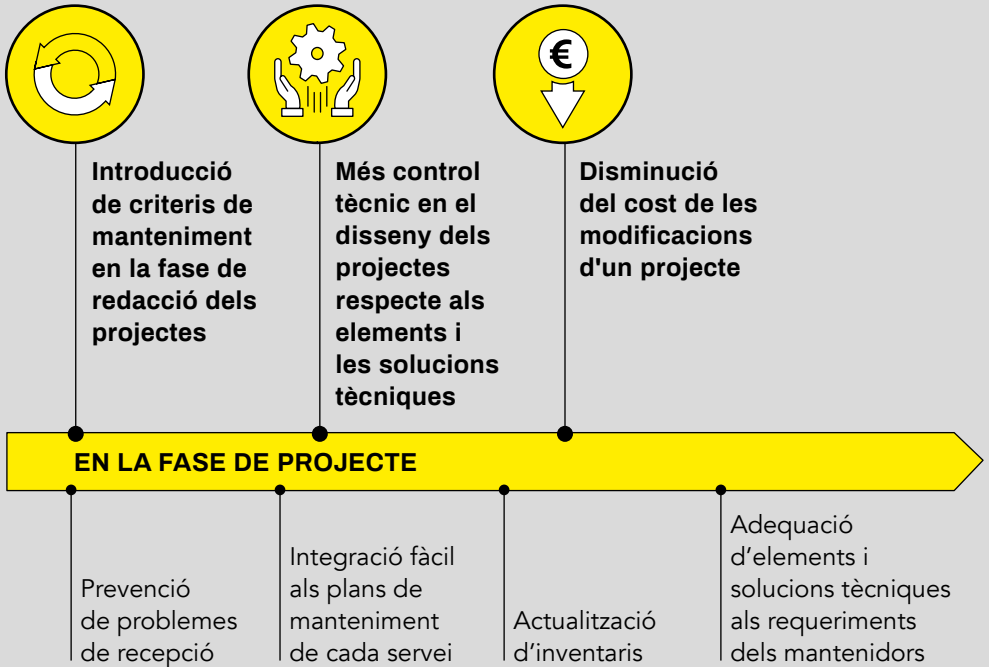 €
Introducció
de criteris de
manteniment
en la fase de
redacció dels
projectes
Més control
tècnic en el
disseny dels
projectes
respecte als
elements i
les solucions
tècniques
Disminució
del cost de les
modificacions
d'un projecte
EN LA FASE DE PROJECTE
Prevenció
de problemes
de recepció
Integració fàcil
als plans de
manteniment
de cada servei
Actualització
d’inventaris
Adequació
d’elements i
solucions tècniques
als requeriments
dels mantenidors